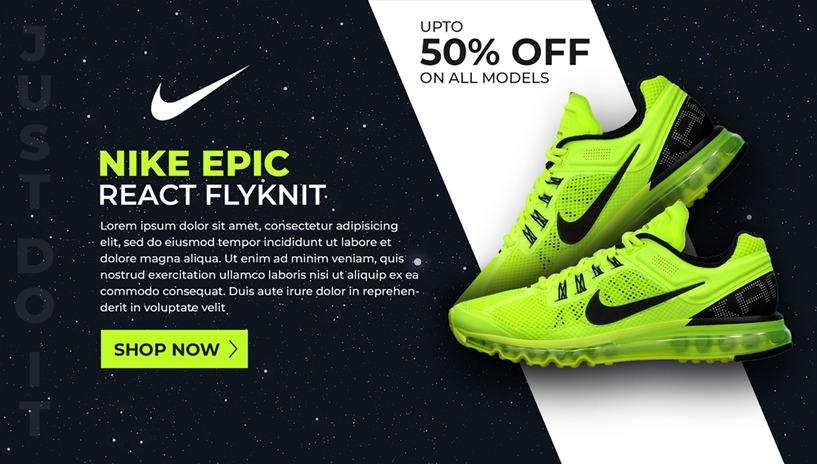 JUST DO IT
NIKE EPIC
REACT FLYKNIT
Lorem ipsum dolor sit amet, consectetur adipisicing
elit, sed do eiusmod tempor incididunt ut labore et
dolore magna aliqua. Ut enim ad minim veniam, quis
nostrud exercitation ullamco laboris nisi ut aliquip ex ea
commodo consequat. Duis aute irure dolor in reprehen-
derit in voluptate velit
SHOP NOW
UPTO
50% OFF
ON ALL MODELS